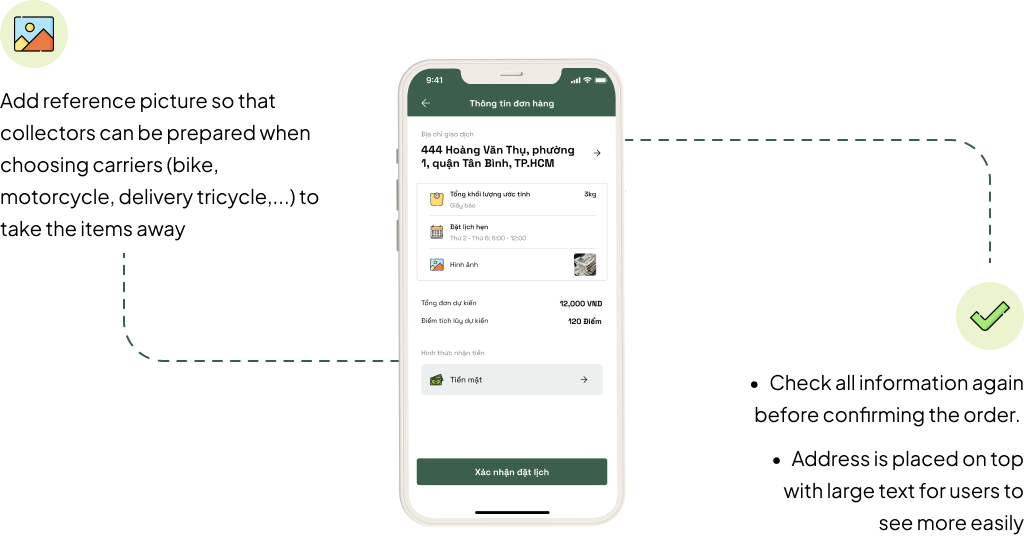 Add reference picture so that
collectors can be prepared when
choosing carriers (bike,
motorcycle, delivery tricycle,...) to
take the items away
9:41
Thông tin đơn hàng
Địa chỉ giao dịch
444 Hoàng Văn Thụ, phường
1, quận Tân Bình, TP.HCM
Tổng khối lượng ước tính 3kg
Giấy báo
Đặt lịch hẹn
Thứ 2 - Thứ 6; 8:00 - 12:00
Hình ảnh
Tổng đơn dự kiến 12,000 VND
Điểm tích lũy dự kiến 120 Điểm
Hình thức nhận tiền
Tiền mặt
Xác nhận đặt lịch
• Check all information again
before confirming the order.
• Address is placed on top
with large text for users to
see more easily